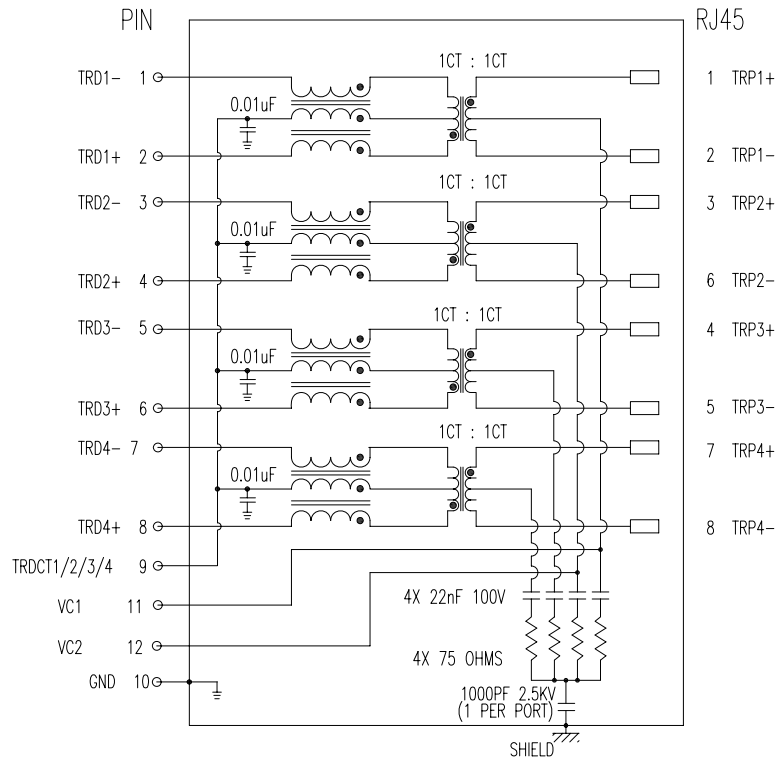 PIN RJ45
1CT : 1CT
TRD1- 1 1 TRP1+
0.01uF
TRD1+ 2 2 TRP1-
1CT : 1CT
TRD2- 3 3 TRP2+
0.01uF
TRD2+ 4 6 TRP2-
1CT : 1CT
TRD3- 5 4 TRP3+
0.01uF
TRD3+ 6 5 TRP3-
1CT : 1CT
TRD4- 7 7 TRP4+
0.01uF
TRD4+ 8 8 TRP4-
TRDCT1/2/3/4 9
VC1 11
4X 22nF 100V
VC2 12
4X 75 OHMS
GND 10
1000PF 2.5KV
(1 PER PORT)
SHIELD